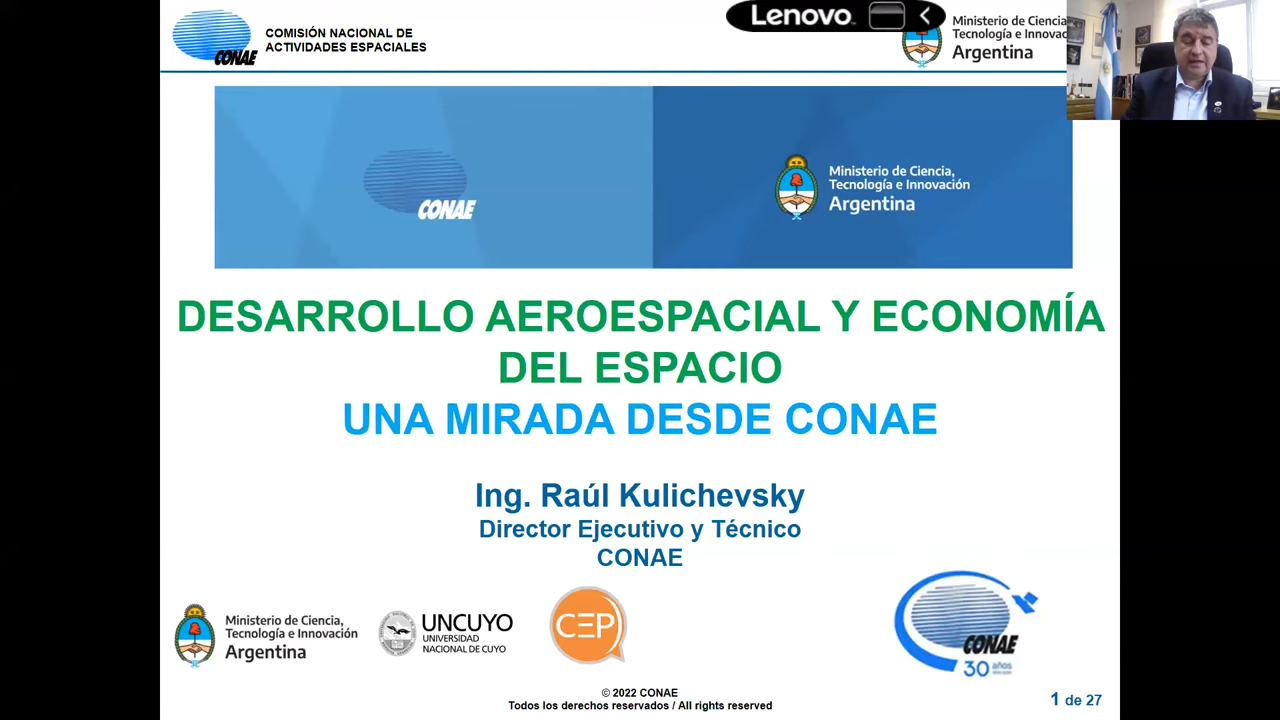 CONAE
COMISIÓN NACIONAL DE
ACTIVIDADES ESPACIALES
Lenovo
Ministerio de Ciencia,
Tecnología e Innovac
Argentina
CONAE
Ministerio de Ciencia,
Tecnología e Innovación
Argentina
DESARROLLO AEROESPACIAL Y ECONOMÍA
DEL ESPACIO
UNA MIRADA DESDE CONAE
Ing. Raúl Kulichevsky
Director Ejecutivo y Técnico
CONAE
Ministerio de Ciencia,
Tecnología e Innovación
Argentina
UNCUYO
UNIVERSIDAD
NACIONAL DE CUYO
CEP
CONAE
30 años
© 2022 CONAE
Todos los derechos reservados / All rights reserved
1 de 27